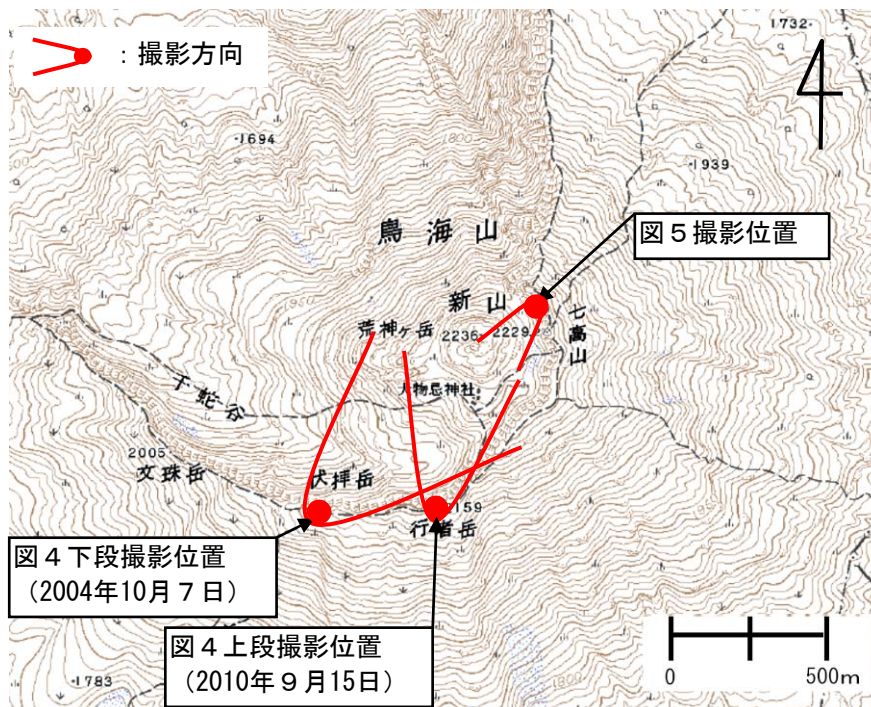 ：撮影方向
1732
1694
1800
1939
鳥海山
図５撮影位置
新山
七高山
荒神ヶ岳
2236
2229
大物忌神社
千蛇谷
2005
文珠岳
伏拝岳
159
行者岳
図４下段撮影位置
（2004年10月７日）
図４上段撮影位置
（2010年９月15日）
1783
1800
0
500m